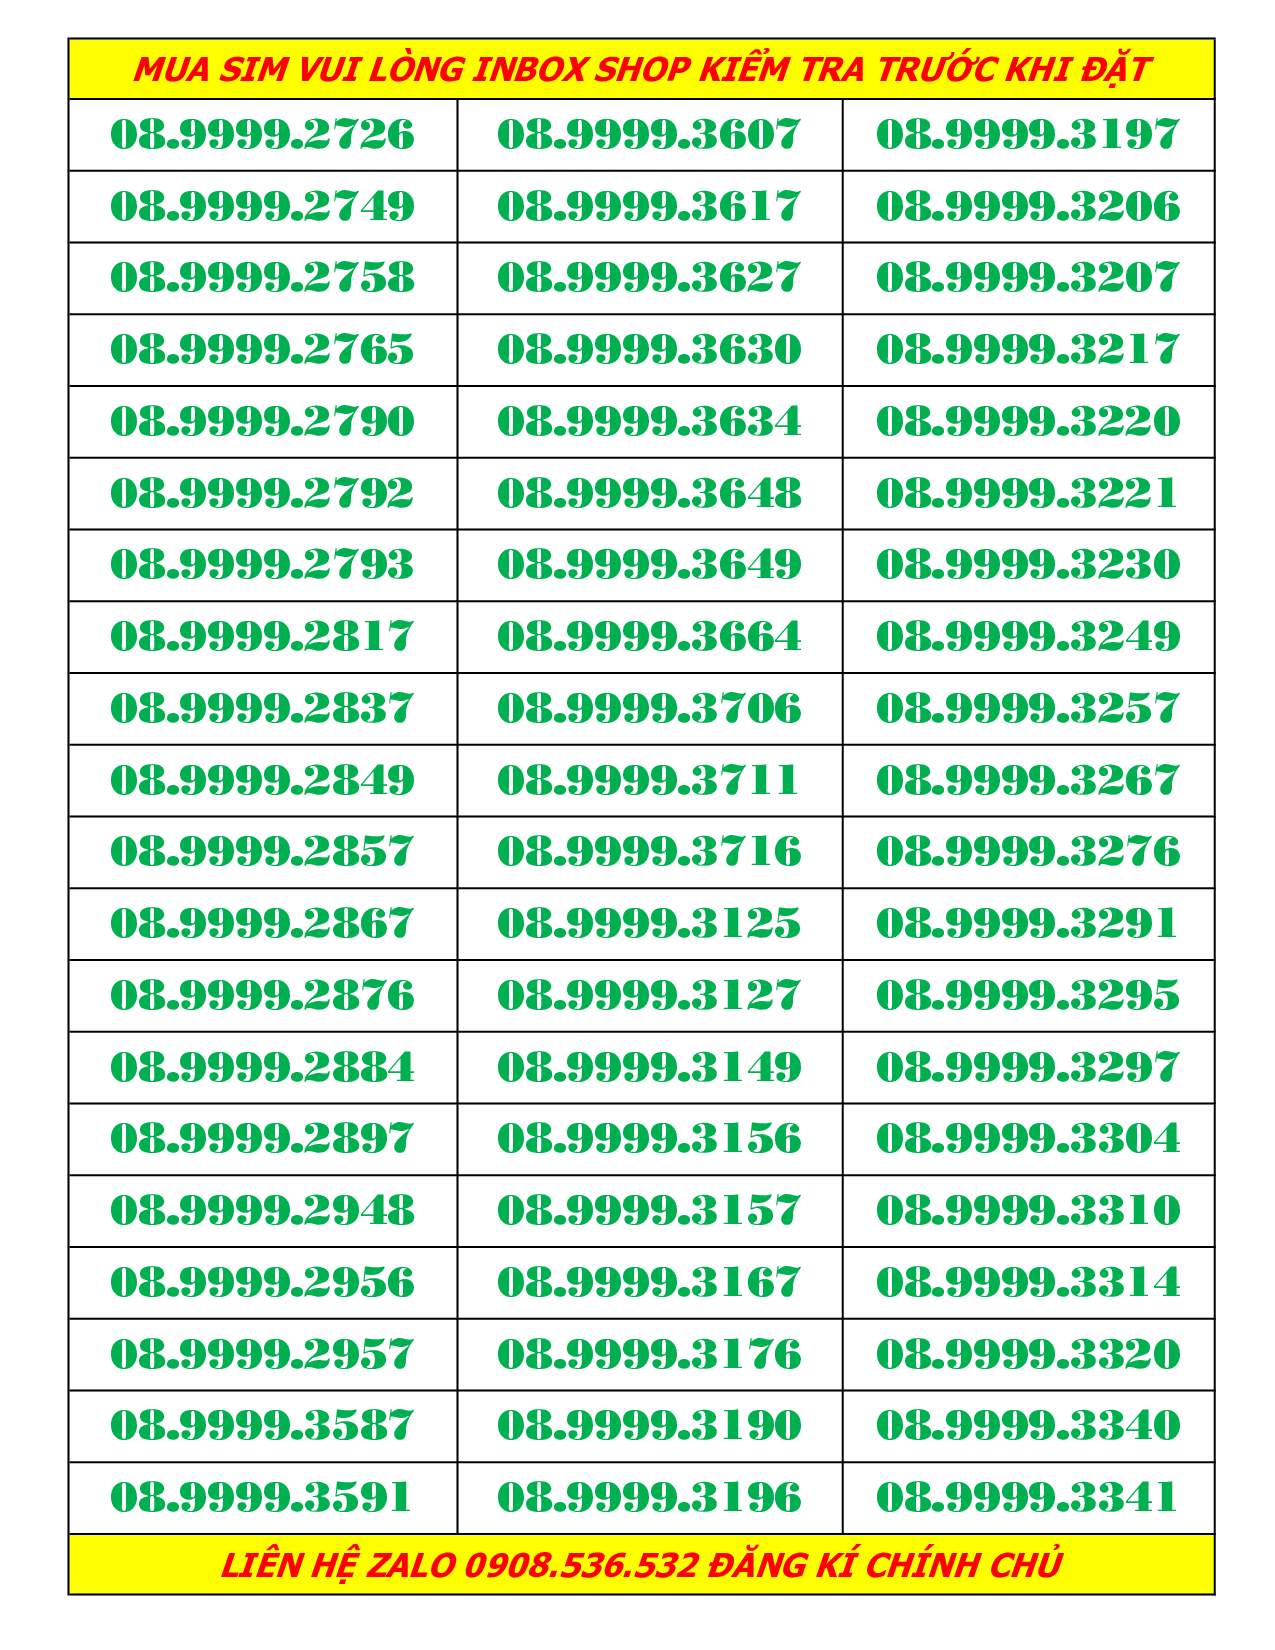 MUA SIM VUI LÒNG INBOX SHOP KIỂM TRA TRƯỚC KHI ĐẶT
08.9999.2726 08.9999.3607 08.9999.3197
08.9999.2749 08.9999.3617 08.9999.3206
08.9999.2758 08.9999.3627 08.9999.3207
08.9999.2765 08.9999.3630 08.9999.3217
08.9999.2790 08.9999.3634 08.9999.3220
08.9999.2792 08.9999.3648 08.9999.3221
08.9999.2793 08.9999.3649 08.9999.3230
08.9999.2817 08.9999.3664 08.9999.3249
08.9999.2837 08.9999.3706 08.9999.3257
08.9999.2849 08.9999.3711 08.9999.3267
08.9999.2857 08.9999.3716 08.9999.3276
08.9999.2867 08.9999.3125 08.9999.3291
08.9999.2876 08.9999.3127 08.9999.3295
08.9999.2884 08.9999.3149 08.9999.3297
08.9999.2897 08.9999.3156 08.9999.3304
08.9999.2948 08.9999.3157 08.9999.3310
08.9999.2956 08.9999.3167 08.9999.3314
08.9999.2957 08.9999.3176 08.9999.3320
08.9999.3587 08.9999.3190 08.9999.3340
08.9999.3591 08.9999.3196 08.9999.3341
LIÊN HỆ ZALO 0908.536.532 ĐĂNG KÍ CHÍNH CHỦ